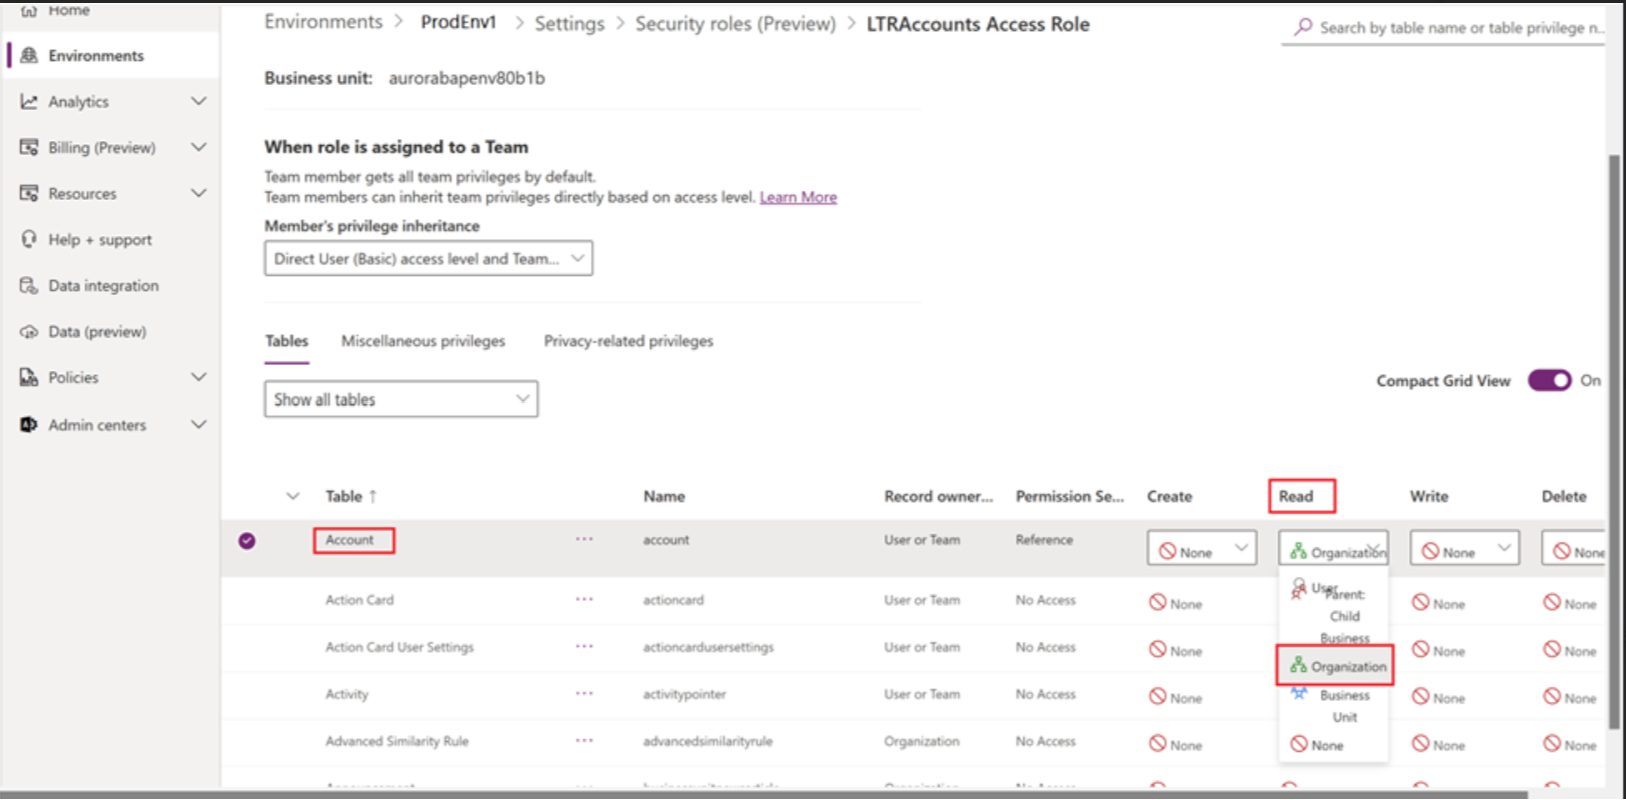 Home
Environments
Analytics
Billing (Preview)
Resources
Help + support
Data integration
Data (preview)
Policies
Admin centers
Environments > ProdEnv1 > Settings > Security roles (Preview) > LTRAccounts Access Role
Search by table name or table privilege n...
Business unit: aurorabapenv80b1b
When role is assigned to a Team
Team member gets all team privileges by default.
Team members can inherit team privileges directly based on access level. Learn More
Member's privilege inheritance
Direct User (Basic) access level and Team...
Tables Miscellaneous privileges Privacy-related privileges
Compact Grid View On
Show all tables
Table ↑ Name Record owner... Permission Se... Create Read Write Delete
Account ... account User or Team Reference None Organization None None
User
Parent:
Child
Business
Organization
Business
Unit
None
Action Card ... actioncard User or Team No Access None None None
Action Card User Settings ... actioncardusersettings User or Team No Access None None None
Activity ... activitypointer User or Team No Access None None None
Advanced Similarity Rule ... advancedsimilarityrule Organization No Access None None None